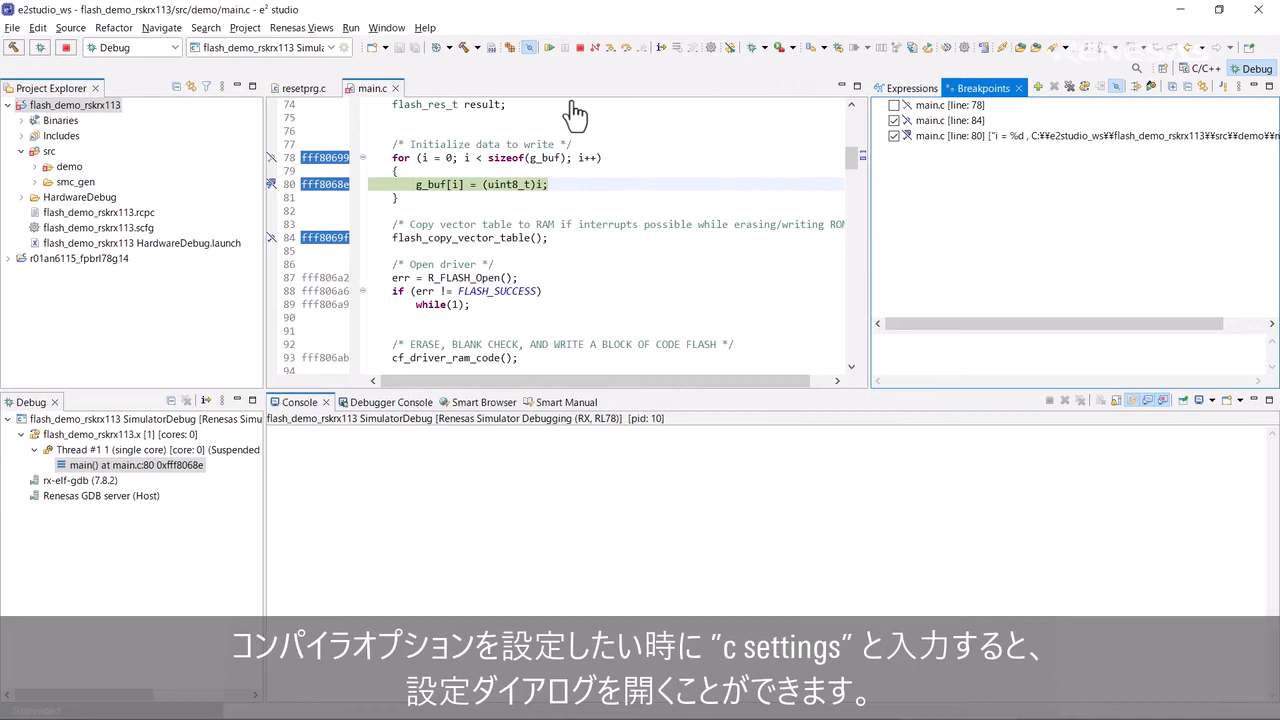 e2studio_ws - flash_demo_rskrx113/src/demo/main.c - e² studio
File Edit Source Refactor Navigate Search Project Renesas Views Run Window Help
Debug
flash_demo_rskrx113 Simula
C/C++ Debug
Project Explorer
flash_demo_rskrx113
Binaries
Includes
src
demo
smc_gen
HardwareDebug
flash_demo_rskrx113.rcpc
flash_demo_rskrx113.scfg
flash_demo_rskrx113 HardwareDebug.launch
r01an6115_fpbrl78g14
resetprg.c main.c
74 flash_res_t result;
75
76
77 /* Initialize data to write */
78 fff80699 for (i = 0; i < sizeof(g_buf); i++)
79 {
80 fff8068e g_buf[i] = (uint8_t)i;
81 }
82
83 /* Copy vector table to RAM if interrupts possible while erasing/writing ROM
84 fff8069f flash_copy_vector_table();
85
86 /* Open driver */
87 fff806a2 err = R_FLASH_Open();
88 fff806a6 if (err != FLASH_SUCCESS)
89 fff806a9 while(1);
90
91
92 /* ERASE, BLANK CHECK, AND WRITE A BLOCK OF CODE FLASH */
93 fff806ab cf_driver_ram_code();
94
Expressions Breakpoints
main.c [line: 78]
main.c [line: 84]
main.c [line: 80] ["i = %d , C:¥¥e2studio_ws¥¥flash_demo_rskrx113¥¥src¥¥demo¥¥m
Debug
flash_demo_rskrx113 SimulatorDebug [Renesas Simu
flash_demo_rskrx113.x [1] [cores: 0]
Thread #1 1 (single core) [core: 0] (Suspended
main() at main.c:80 0xfff8068e
rx-elf-gdb (7.8.2)
Renesas GDB server (Host)
Console Debugger Console Smart Browser Smart Manual
flash_demo_rskrx113 SimulatorDebug [Renesas Simulator Debugging (RX, RL78)] [pid: 10]
コンパイラオプションを設定したい時に "c settings" と入力すると、
設定ダイアログを開くことができます。
Suspended